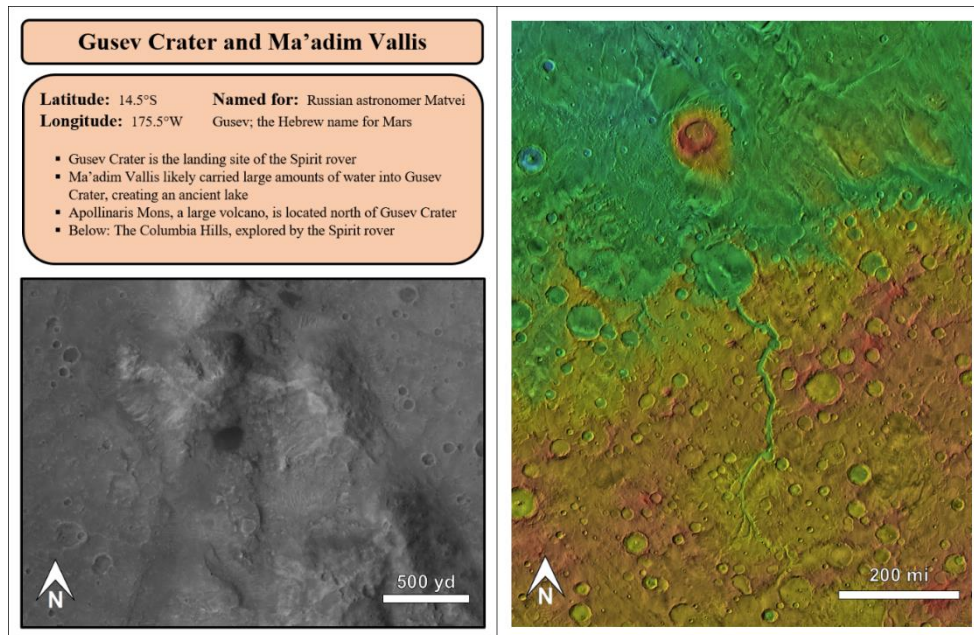 Gusev Crater and Ma’adim Vallis
Latitude: 14.5°S Named for: Russian astronomer Matvei
Longitude: 175.5°W Gusev; the Hebrew name for Mars
▪ Gusev Crater is the landing site of the Spirit rover
▪ Ma’adim Vallis likely carried large amounts of water into Gusev
Crater, creating an ancient lake
▪ Apollinaris Mons, a large volcano, is located north of Gusev Crater
▪ Below: The Columbia Hills, explored by the Spirit rover
N
500 yd
N
200 mi